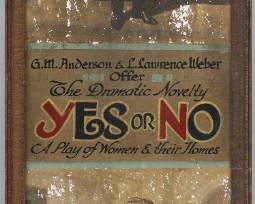 G.M. Anderson & L. Lawrence Weber
Offer
The Dramatic Novelty
YES OR NO
A Play of Women & their Homes